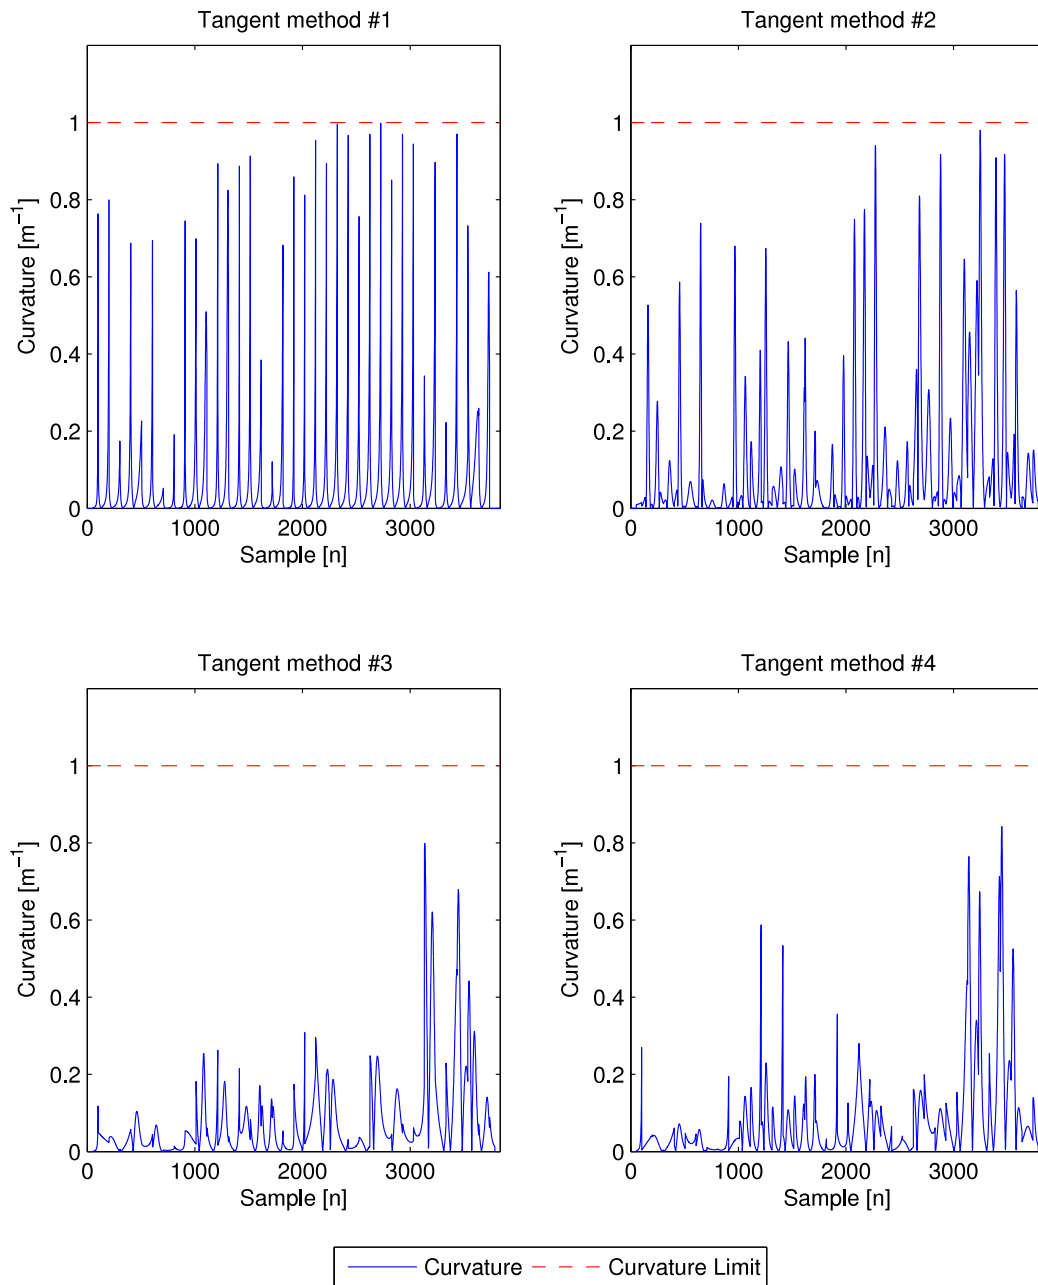 Tangent method #1
Tangent method #2
1
0.8
0.6
0.4
0.2
0
Curvature [m⁻¹]
0 1000 2000 3000
Sample [n]
1
0.8
0.6
0.4
0.2
0
Curvature [m⁻¹]
0 1000 2000 3000
Sample [n]
Tangent method #3
Tangent method #4
1
0.8
0.6
0.4
0.2
0
Curvature [m⁻¹]
0 1000 2000 3000
Sample [n]
1
0.8
0.6
0.4
0.2
0
Curvature [m⁻¹]
0 1000 2000 3000
Sample [n]
Curvature
Curvature Limit